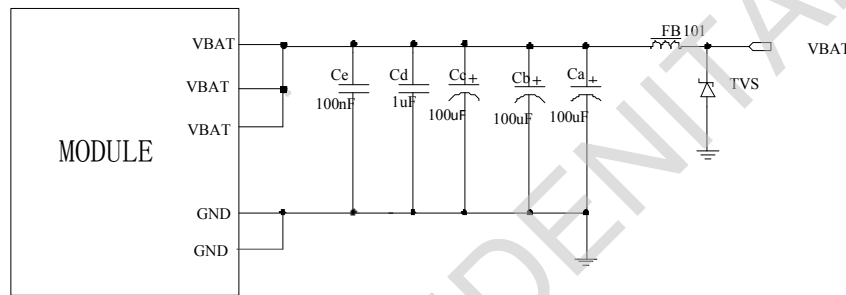 FB101
VBAT
VBAT
Ce
Cd
Cc+
Cb+
Ca+
TVS
VBAT
100nF
1uF
100uF
100uF
100uF
VBAT
MODULE
GND
GND
DENITA